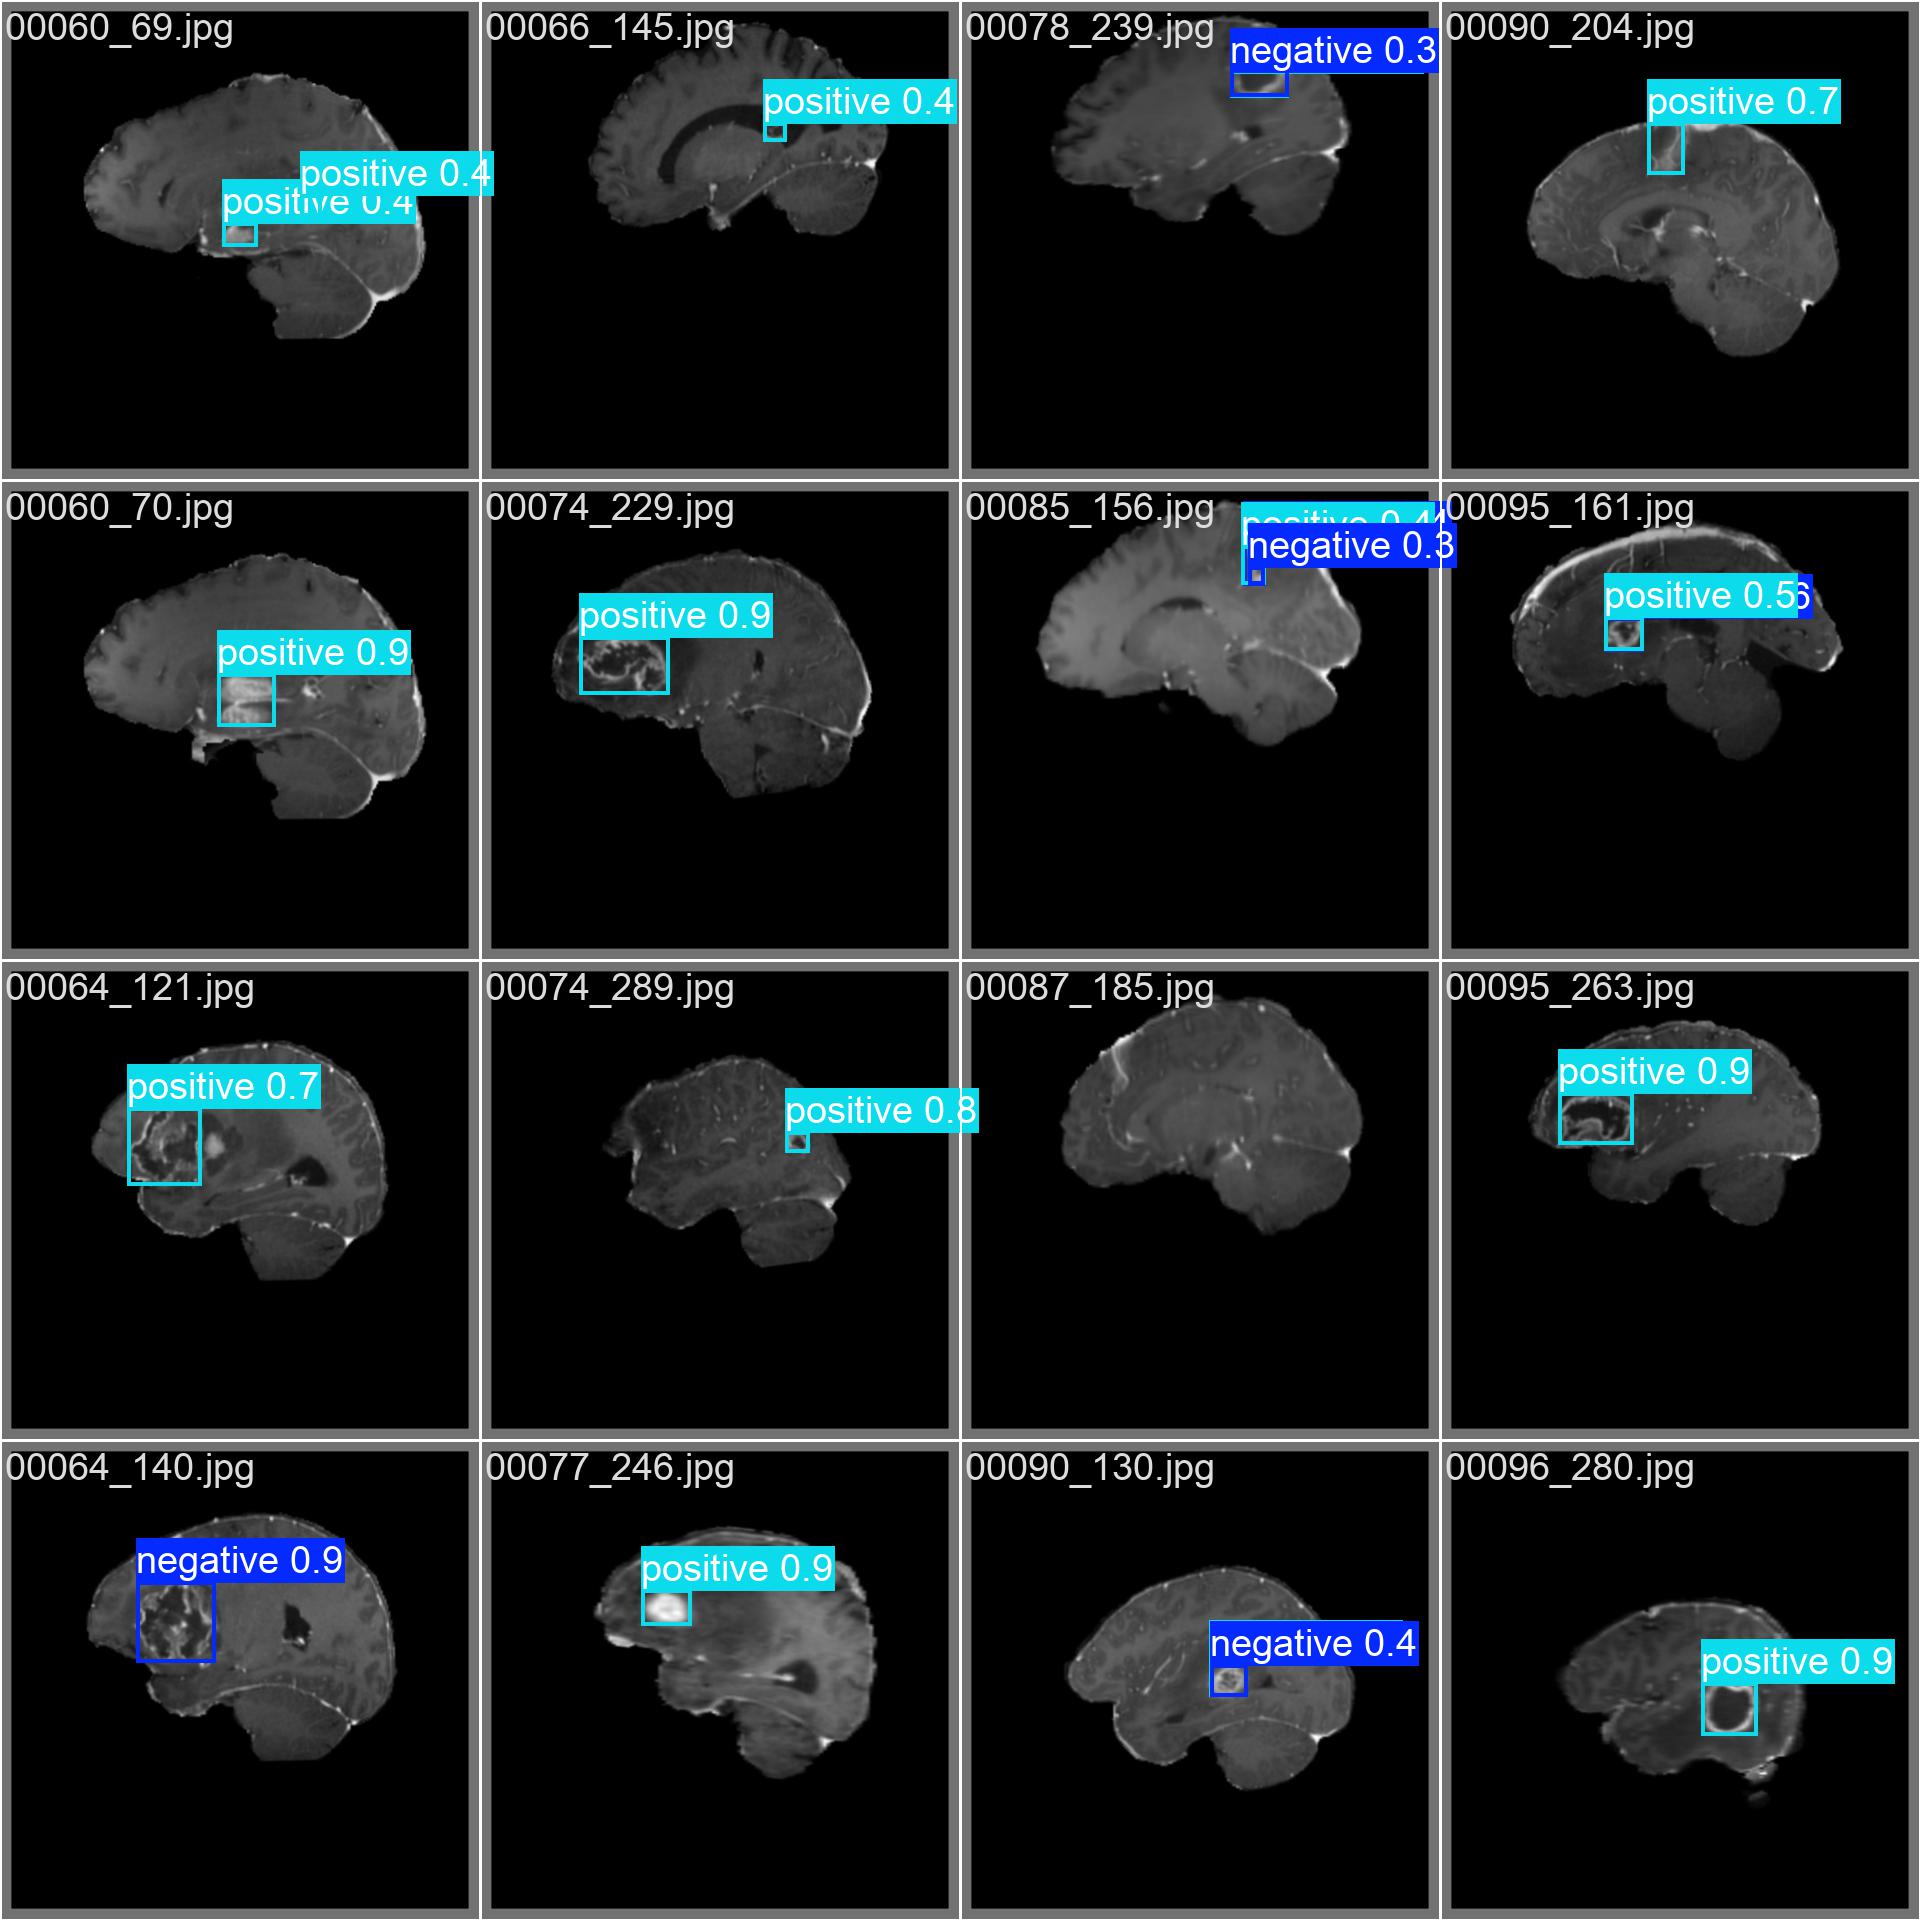 00060_69.jpg
positive 0.4
positive 0.4
00066_145.jpg
positive 0.4
00078_239.jpg
negative 0.3
00090_204.jpg
positive 0.7
00060_70.jpg
positive 0.9
00074_229.jpg
positive 0.9
00085_156.jpg
positive 0.4
negative 0.3
00095_161.jpg
positive 0.5
00064_121.jpg
positive 0.7
00074_289.jpg
positive 0.8
00087_185.jpg
00095_263.jpg
positive 0.9
00064_140.jpg
negative 0.9
00077_246.jpg
positive 0.9
00090_130.jpg
negative 0.4
00096_280.jpg
positive 0.9